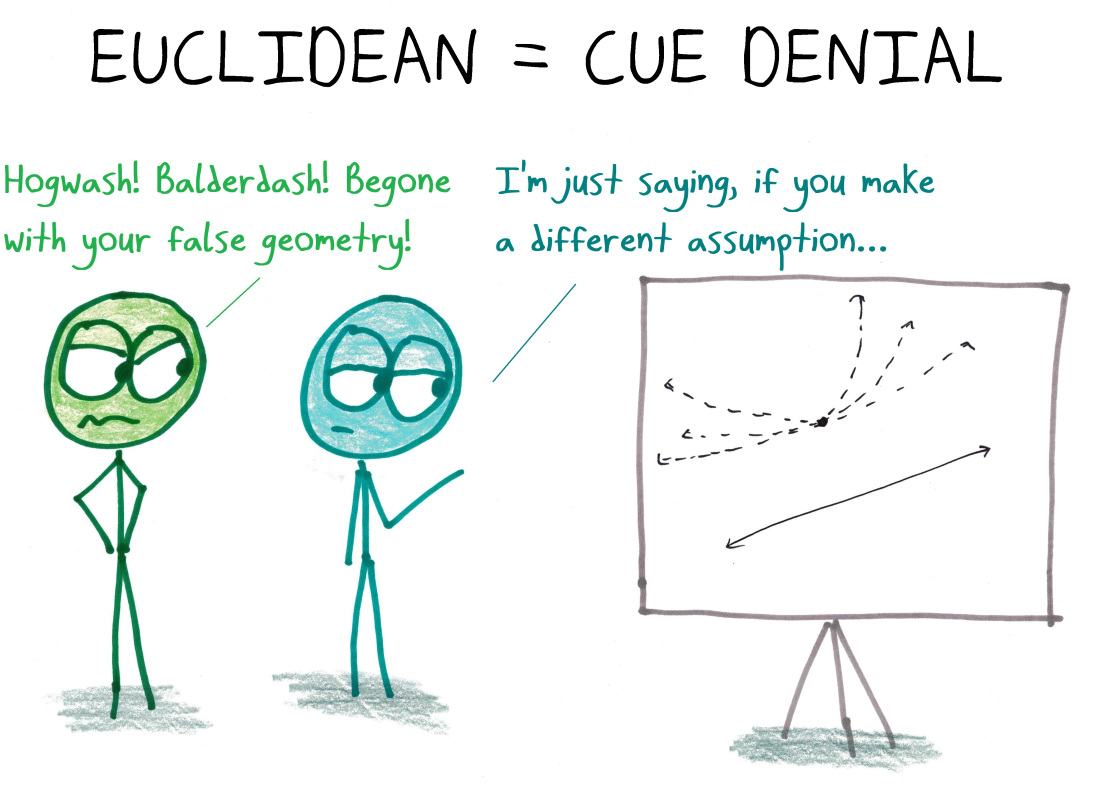 EUCLIDEAN = CUE DENIAL
Hogwash! Balderdash! Begone
with your false geometry!
I'm just saying, if you make
a different assumption...